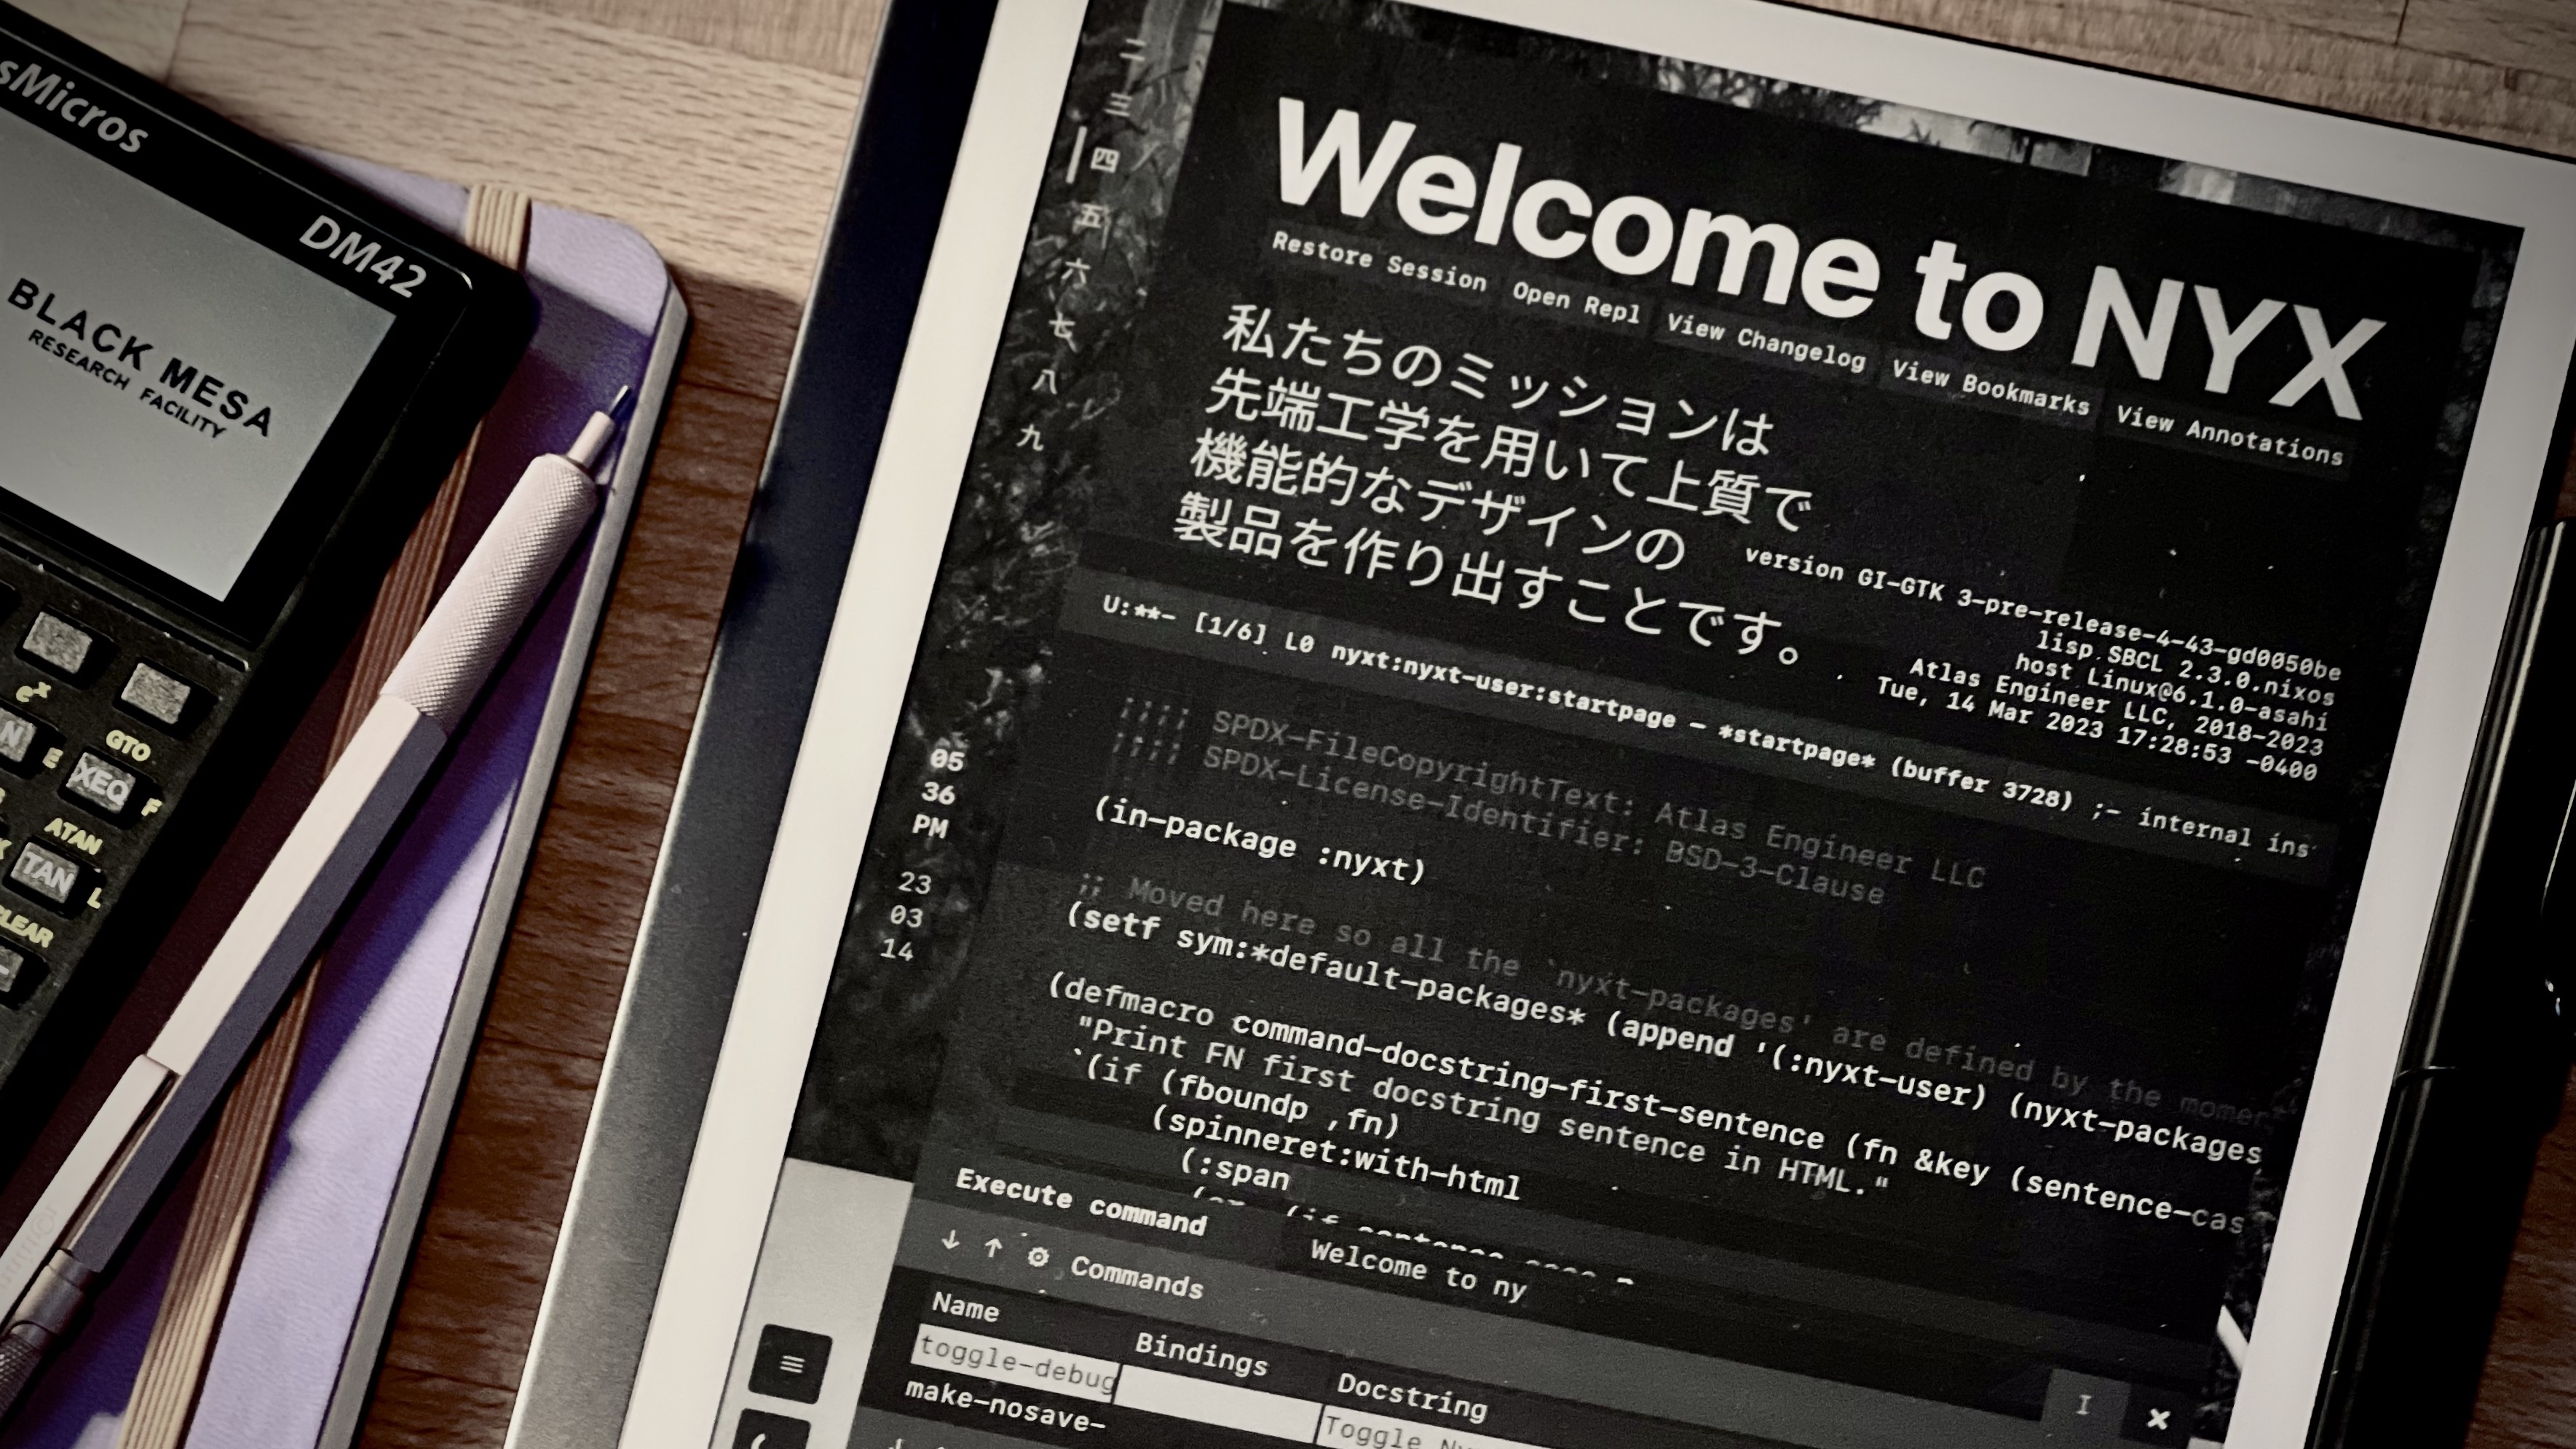 sMicros
DM42
BLACK MESA
RESEARCH FACILITY
eˣ
GTO
N
E
XEQ
F
ATAN
TAN
L
LEAR
二
三
四
五
六
七
八
九
05
36
PM
23
03
14
Welcome to NYX
Restore Session Open Repl View Changelog View Bookmarks View Annotations
私たちのミッションは
先端工学を用いて上質で
機能的なデザインの
製品を作り出すことです。
version GI-GTK 3-pre-release-4-43-gd0050be
lisp SBCL 2.3.0.nixos
host Linux@6.1.0-asahi
Atlas Engineer LLC, 2018-2023
Tue, 14 Mar 2023 17:28:53 -0400
U:**- [1/6] L0 nyxt:nyxt-user:startpage - *startpage* (buffer 3728) ;- internal ins
;;;; SPDX-FileCopyrightText: Atlas Engineer LLC
;;;; SPDX-License-Identifier: BSD-3-Clause
(in-package :nyxt)
;; Moved here so all the `nyxt-packages' are defined by the momen
(setf sym:*default-packages* (append '(:nyxt-user) (nyxt-packages
(defmacro command-docstring-first-sentence (fn &key (sentence-cas
"Print FN first docstring sentence in HTML."
`(if (fboundp ,fn)
(spinneret:with-html
(:span
Execute command
Welcome to ny
↓ ↑ ⚙ Commands
Name Bindings Docstring
toggle-debug Toggle
make-nosave-
≡
I ×